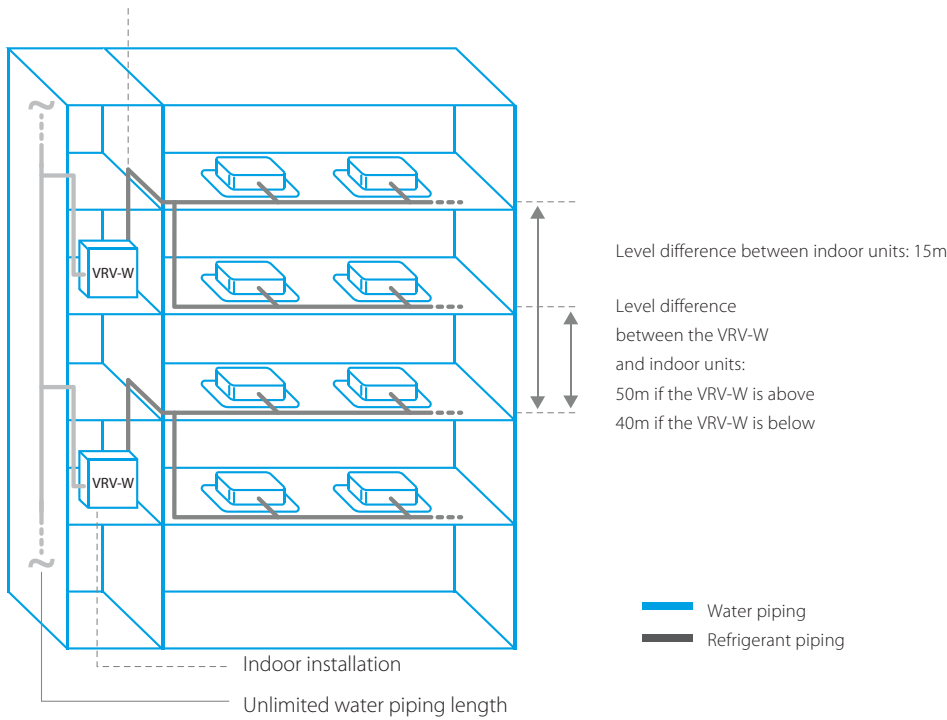 VRV-W
VRV-W
Level difference between indoor units: 15m
Level difference
between the VRV-W
and indoor units:
50m if the VRV-W is above
40m if the VRV-W is below
Water piping
Refrigerant piping
Indoor installation
Unlimited water piping length